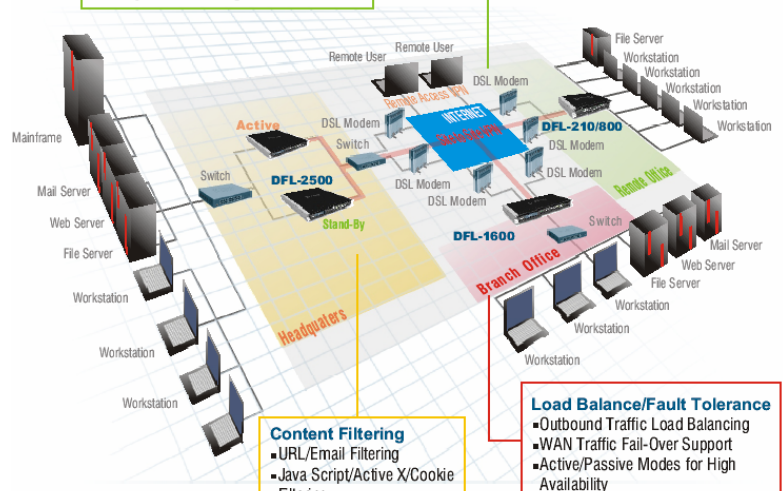 Remote User
Remote User
File Server
Workstation
Workstation
Workstation
Workstation
Workstation
DSL Modem
Remote Access VPN
INTERNET
DSL Modem
Active
DFL-210/800
Mainframe
Switch
DSL Modem
Switch
DFL-2500
DSL Modem
DSL Modem
DSL Modem
Remote Office
Mail Server
Stand-By
Web Server
DFL-1600
Switch
File Server
Branch Office
Mail Server
Web Server
File Server
Workstation
Headquaters
Workstation
Workstation
Workstation
Workstation
Workstation
Load Balance/Fault Tolerance
▪Outbound Traffic Load Balancing
▪WAN Traffic Fail-Over Support
▪Active/Passive Modes for High
Availability
Content Filtering
▪URL/Email Filtering
▪Java Script/Active X/Cookie